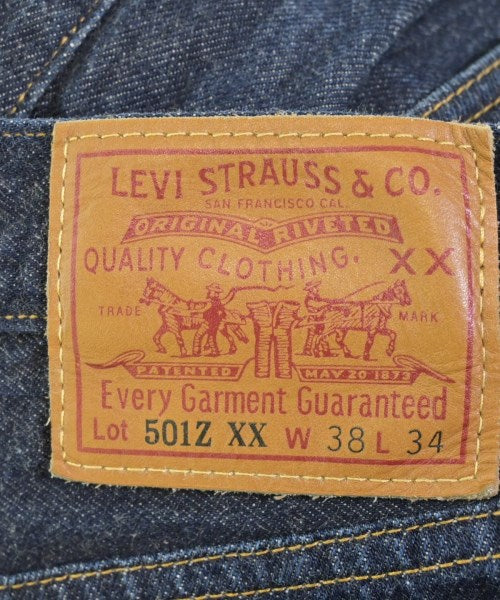 LEVI STRAUSS & CO.
SAN FRANCISCO CAL.
ORIGINAL RIVETED
QUALITY CLOTHING. XX
TRADE MARK
PATENTED MAY 20 1873
Every Garment Guaranteed
Lot 501Z XX W 38 L 34